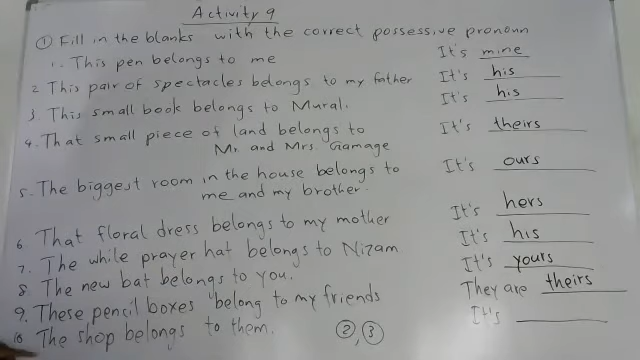 Activity 9
① Fill in the blanks with the correct possessive pronoun
1. This pen belongs to me It's mine
2. This pair of spectacles belongs to my father It's his
3. This small book belongs to Mural. It's his
4. That small piece of land belongs to It's theirs
Mr. and Mrs. Gamage
5. The biggest room in the house belongs to It's ours
me and my brother.
6. That floral dress belongs to my mother It's hers
7. The while prayer hat belongs to Nizam It's his
8. The new bat belongs to you. It's yours
9. These pencil boxes belong to my friends They are theirs
10. The shop belongs to them. It's
②, ③